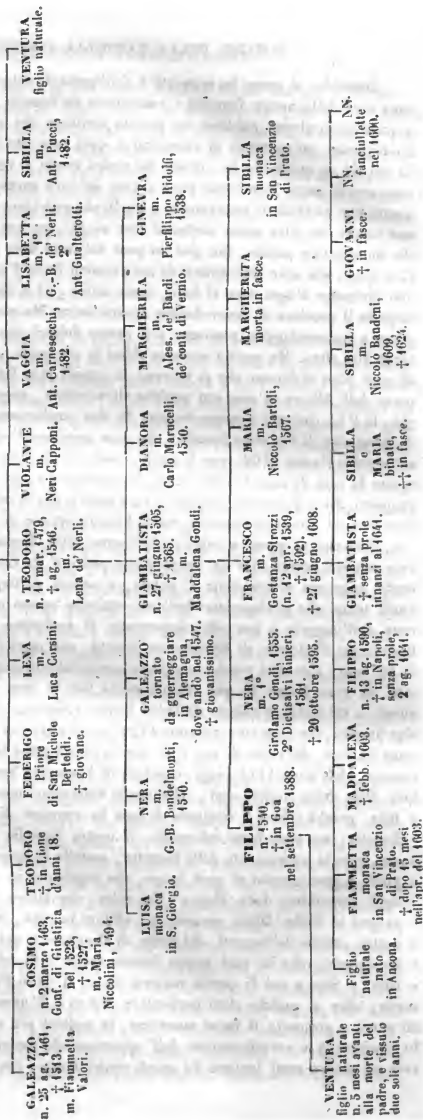 GALEAZZO
n. 25 ag. 1461,
† 1513.
m. Fiammetta
Valori.
COSIMO
n. 2 marzo 1463,
Gonf. di Giustizia
nel 1523,
† 1527.
m. Maria
Niccolini, 1494.
TEODORO
† in Lione
d'anni 18.
FEDERIGO
Priore
di San Michele
Berteldi.
† giovane.
LENA
m.
Luca Corsini.
TEODORO
n. 11 mar. 1479,
† ag. 1546.
m.
Lena de' Nerli.
VIOLANTE
m.
Neri Capponi.
VAGGIA
m.
Ant. Carnesecchi,
1482.
LISABETTA
m. 1°
G.-B. de' Nerli.
2°
Ant. Gualterotti.
SIBILLA
m.
Ant. Pucci,
1482.
VENTURA
figlio naturale.
LUISA
monaca
in S. Giorgio.
NERA
m.
G.-B. Bondelmonti,
GALEAZZO
tornato
da guerreggiare
in Alemagna,
dove andò nel 1547.
† giovanissimo.
GIAMBATISTA
n. 27 giugno 1505,
† 1565.
m.
Maddalena Gondi.
DIANORA
m.
Carlo Marucelli,
1540.
MARGHERITA
m.
Aless. de' Bardi
de' conti di Vernio.
GINEVRA
m.
Pierfilippo Ridolfi,
1538.
FILIPPO
n. 1540,
† in Goa
nel settembre 1588.
NERA
m. 1°
Girolamo Gondi, 1555.
2° Dietisalvi Rinieri,
1561.
† 20 ottobre 1595.
FRANCESCO
m.
Gostanza Strozzi
(n. 12 apr. 1539,
† 1592).
† 27 giugno 1608.
MARIA
m.
Niccolò Bartoli,
1567.
MARGHERITA
morta in fasce.
SIBILLA
monaca
in San Vincenzio
di Prato.
VENTURA
figlio naturale
n. 5 mesi avanti
alla morte del
padre, e vissuto
due soli anni.
Figlio
naturale
nato
in Ancona.
FIAMMETTA
monaca
in San Vincenzio
di Prato.
† dopo 15 mesi
nell'apr. del 1603.
MADDALENA
† febb. 1603.
FILIPPO
n. 13 ag. 1590,
† in Napoli,
senza prole,
2 ag. 1641.
GIAMBATISTA
† senza prole
innanzi al 1641.
SIBILLA
e
MARIA
binate,
†† in fasce.
SIBILLA
m.
Niccolò Bandeni,
1609,
† 1624.
GIOVANNI
† in fasce.
NN. NN.
fanciullette
nel 1600.